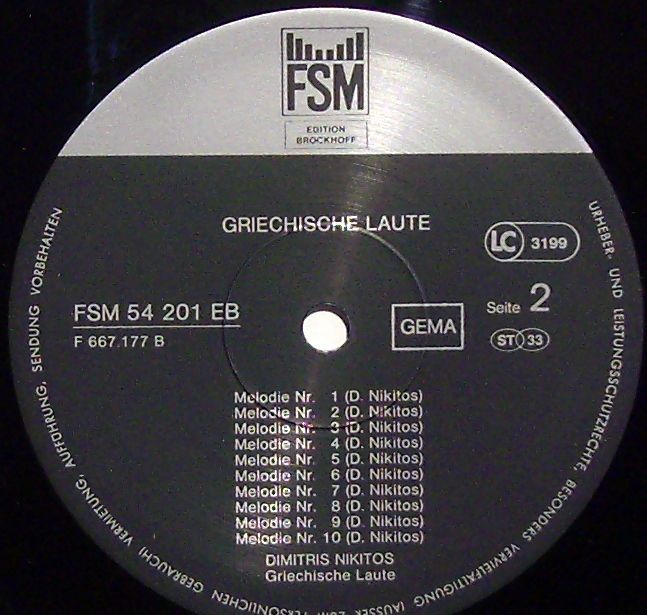 FSM
EDITION
BROCKHOFF
GRIECHISCHE LAUTE
LC 3199
FSM 54 201 EB
F 667.177 B
GEMA
Seite 2
ST 33
Melodie Nr. 1 (D. Nikitos)
Melodie Nr. 2 (D. Nikitos)
Melodie Nr. 3 (D. Nikitos)
Melodie Nr. 4 (D. Nikitos)
Melodie Nr. 5 (D. Nikitos)
Melodie Nr. 6 (D. Nikitos)
Melodie Nr. 7 (D. Nikitos)
Melodie Nr. 8 (D. Nikitos)
Melodie Nr. 9 (D. Nikitos)
Melodie Nr. 10 (D. Nikitos)
DIMITRIS NIKITOS
Griechische Laute
URHEBER- UND LEISTUNGSSCHUTZRECHTE, BESONDERS VERVIELFÄLTIGUNG (AUSSER ZUM PERSÖNLICHEN GEBRAUCH) VERMIETUNG, AUFFÜHRUNG, SENDUNG VORBEHALTEN